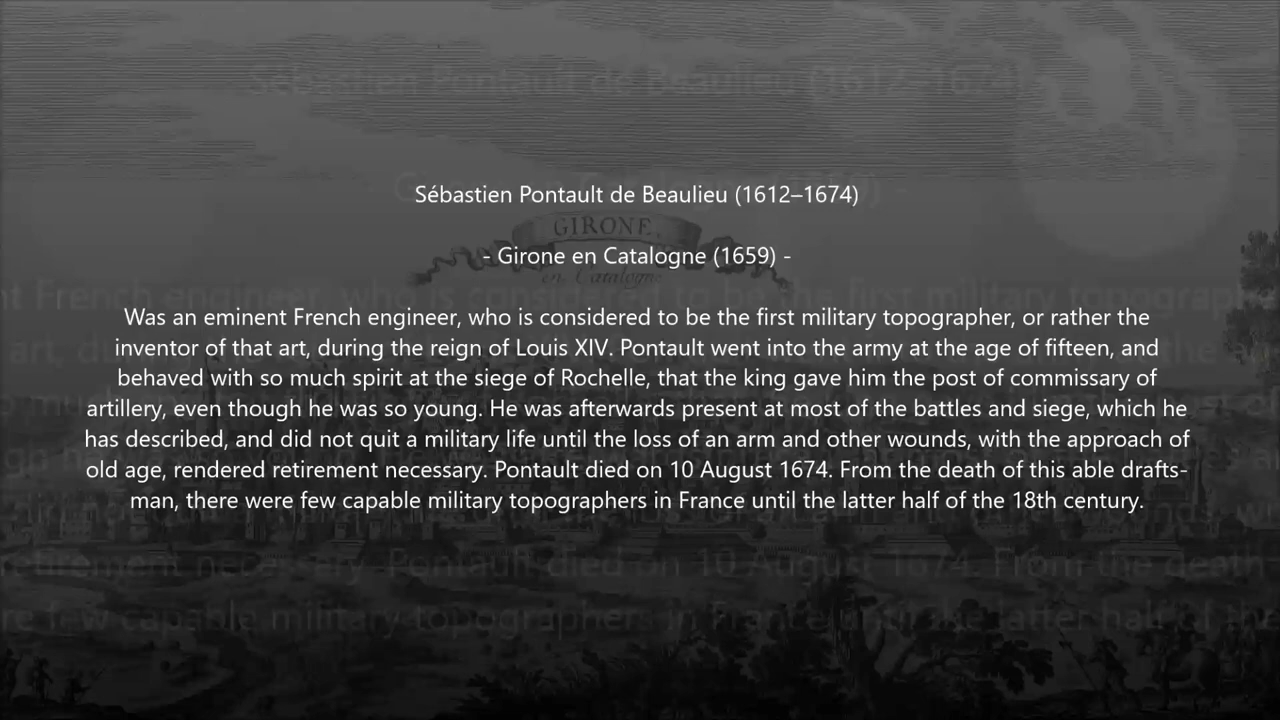 Sébastien Pontault de Beaulieu (1612–1674)
GIRONE,
- Girone en Catalogne (1659) -
en Catalogne
Was an eminent French engineer, who is considered to be the first military topographer, or rather the
inventor of that art, during the reign of Louis XIV. Pontault went into the army at the age of fifteen, and
behaved with so much spirit at the siege of Rochelle, that the king gave him the post of commissary of
artillery, even though he was so young. He was afterwards present at most of the battles and siege, which he
has described, and did not quit a military life until the loss of an arm and other wounds, with the approach of
old age, rendered retirement necessary. Pontault died on 10 August 1674. From the death of this able drafts-
man, there were few capable military topographers in France until the latter half of the 18th century.